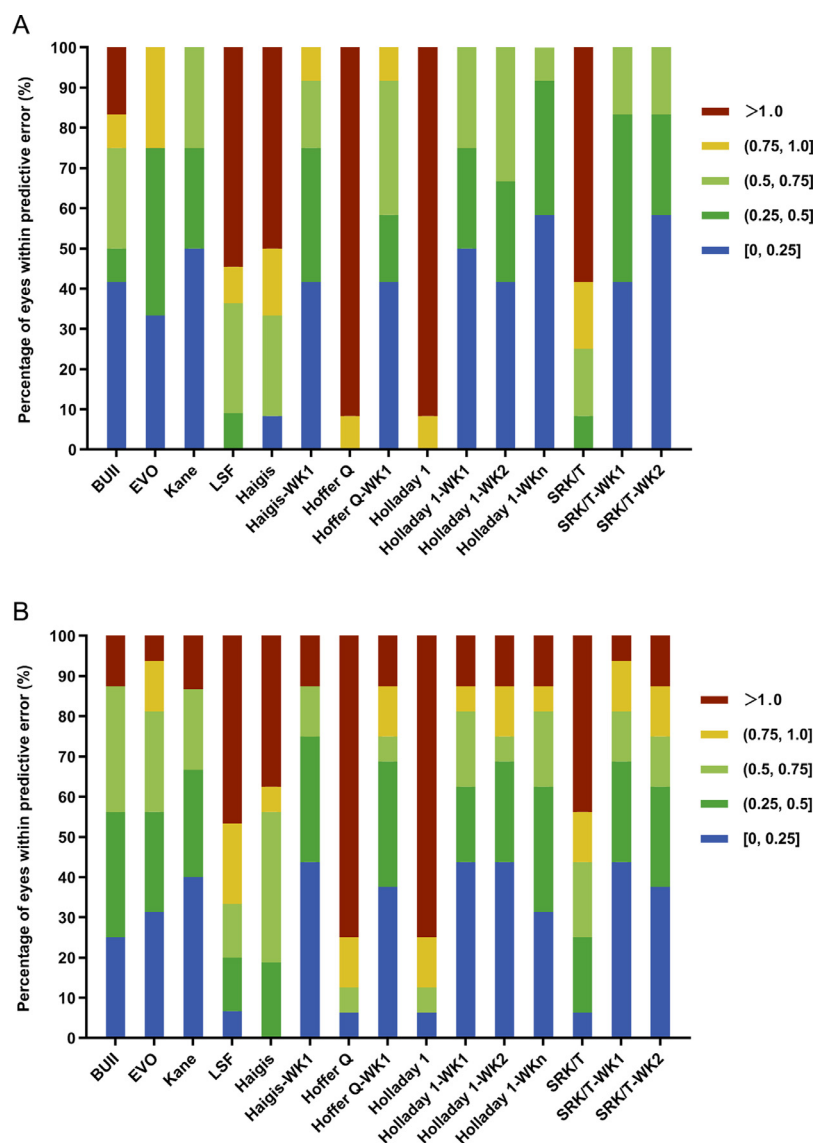 A
Percentage of eyes within predictive error (%)
100
90
80
70
60
50
40
30
20
10
0
BUII
EVO
Kane
LSF
Haigis
Haigis-WK1
Hoffer Q
Hoffer Q-WK1
Holladay 1
Holladay 1-WK1
Holladay 1-WK2
Holladay 1-WKn
SRK/T
SRK/T-WK1
SRK/T-WK2
>1.0
(0.75, 1.0]
(0.5, 0.75]
(0.25, 0.5]
[0, 0.25]
B
Percentage of eyes within predictive error (%)
100
90
80
70
60
50
40
30
20
10
0
BUII
EVO
Kane
LSF
Haigis
Haigis-WK1
Hoffer Q
Hoffer Q-WK1
Holladay 1
Holladay 1-WK1
Holladay 1-WK2
Holladay 1-WKn
SRK/T
SRK/T-WK1
SRK/T-WK2
>1.0
(0.75, 1.0]
(0.5, 0.75]
(0.25, 0.5]
[0, 0.25]